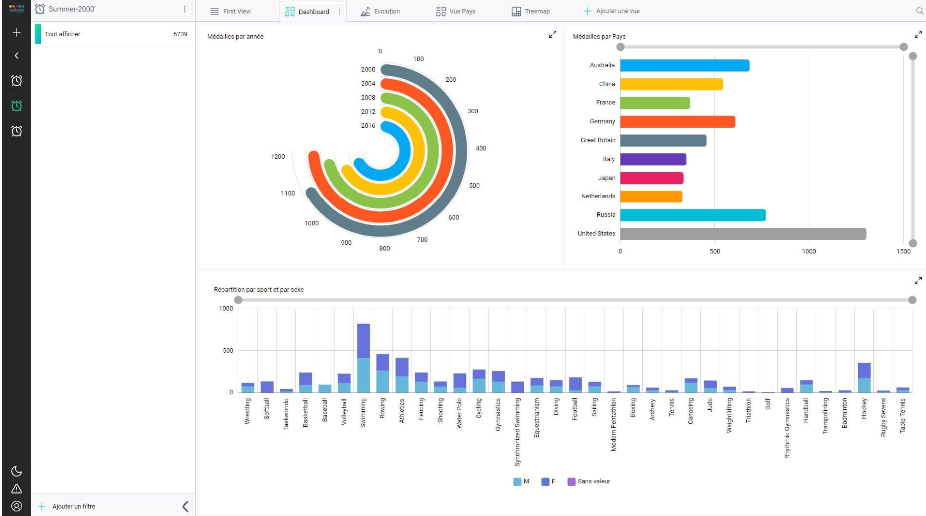 Summer-2000'
First View
Dashboard
Evolution
Vue Pays
Treemap
Ajouter une vue
Tout afficher
5739
Médailles par année
0
100
200
300
400
500
600
700
800
900
1000
1100
1200
2000
2004
2008
2012
2016
Médailles par Pays
Australia
China
France
Germany
Great Britain
Italy
Japan
Netherlands
Russia
United States
0
500
1000
1500
Répartition par sport et par sexe
1000
500
0
Wrestling
Softball
Taekwondo
Basketball
Baseball
Volleyball
Swimming
Rowing
Athletics
Fencing
Shooting
Water Polo
Cycling
Gymnastics
Synchronized Swimming
Equestrianism
Diving
Football
Sailing
Modern Pentathlon
Boxing
Archery
Tennis
Canoeing
Judo
Weightlifting
Triathlon
Golf
Rhythmic Gymnastics
Handball
Trampolining
Badminton
Hockey
Rugby Sevens
Table Tennis
M
F
Sans valeur
Ajouter un filtre